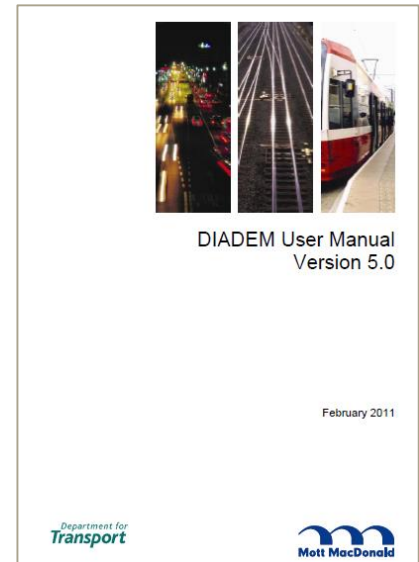 DIADEM User Manual
Version 5.0
February 2011
Department for
Transport
Mott MacDonald